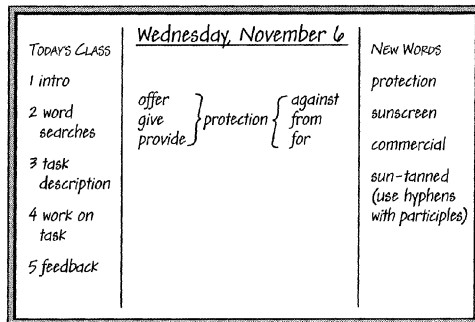 Wednesday, November 6
TODAY'S CLASS
1 intro
2 word
searches
3 task
description
4 work on
task
5 feedback
offer
give
provide
protection
against
from
for
NEW WORDS
protection
sunscreen
commercial
sun-tanned
(use hyphens
with participles)